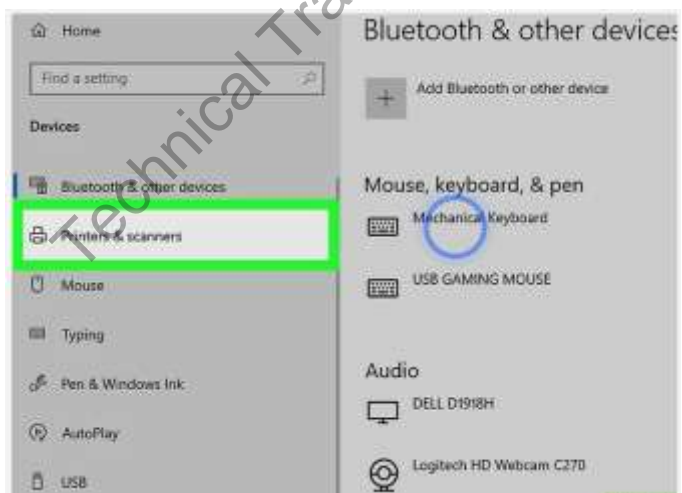 Home
Find a setting
Devices
Bluetooth & other devices
Printers & scanners
Mouse
Typing
Pen & Windows Ink
AutoPlay
USB
Bluetooth & other devices
Add Bluetooth or other device
Mouse, keyboard, & pen
Mechanical Keyboard
USB GAMING MOUSE
Audio
DELL D1918H
Logitech HD Webcam C270
Technical Tra